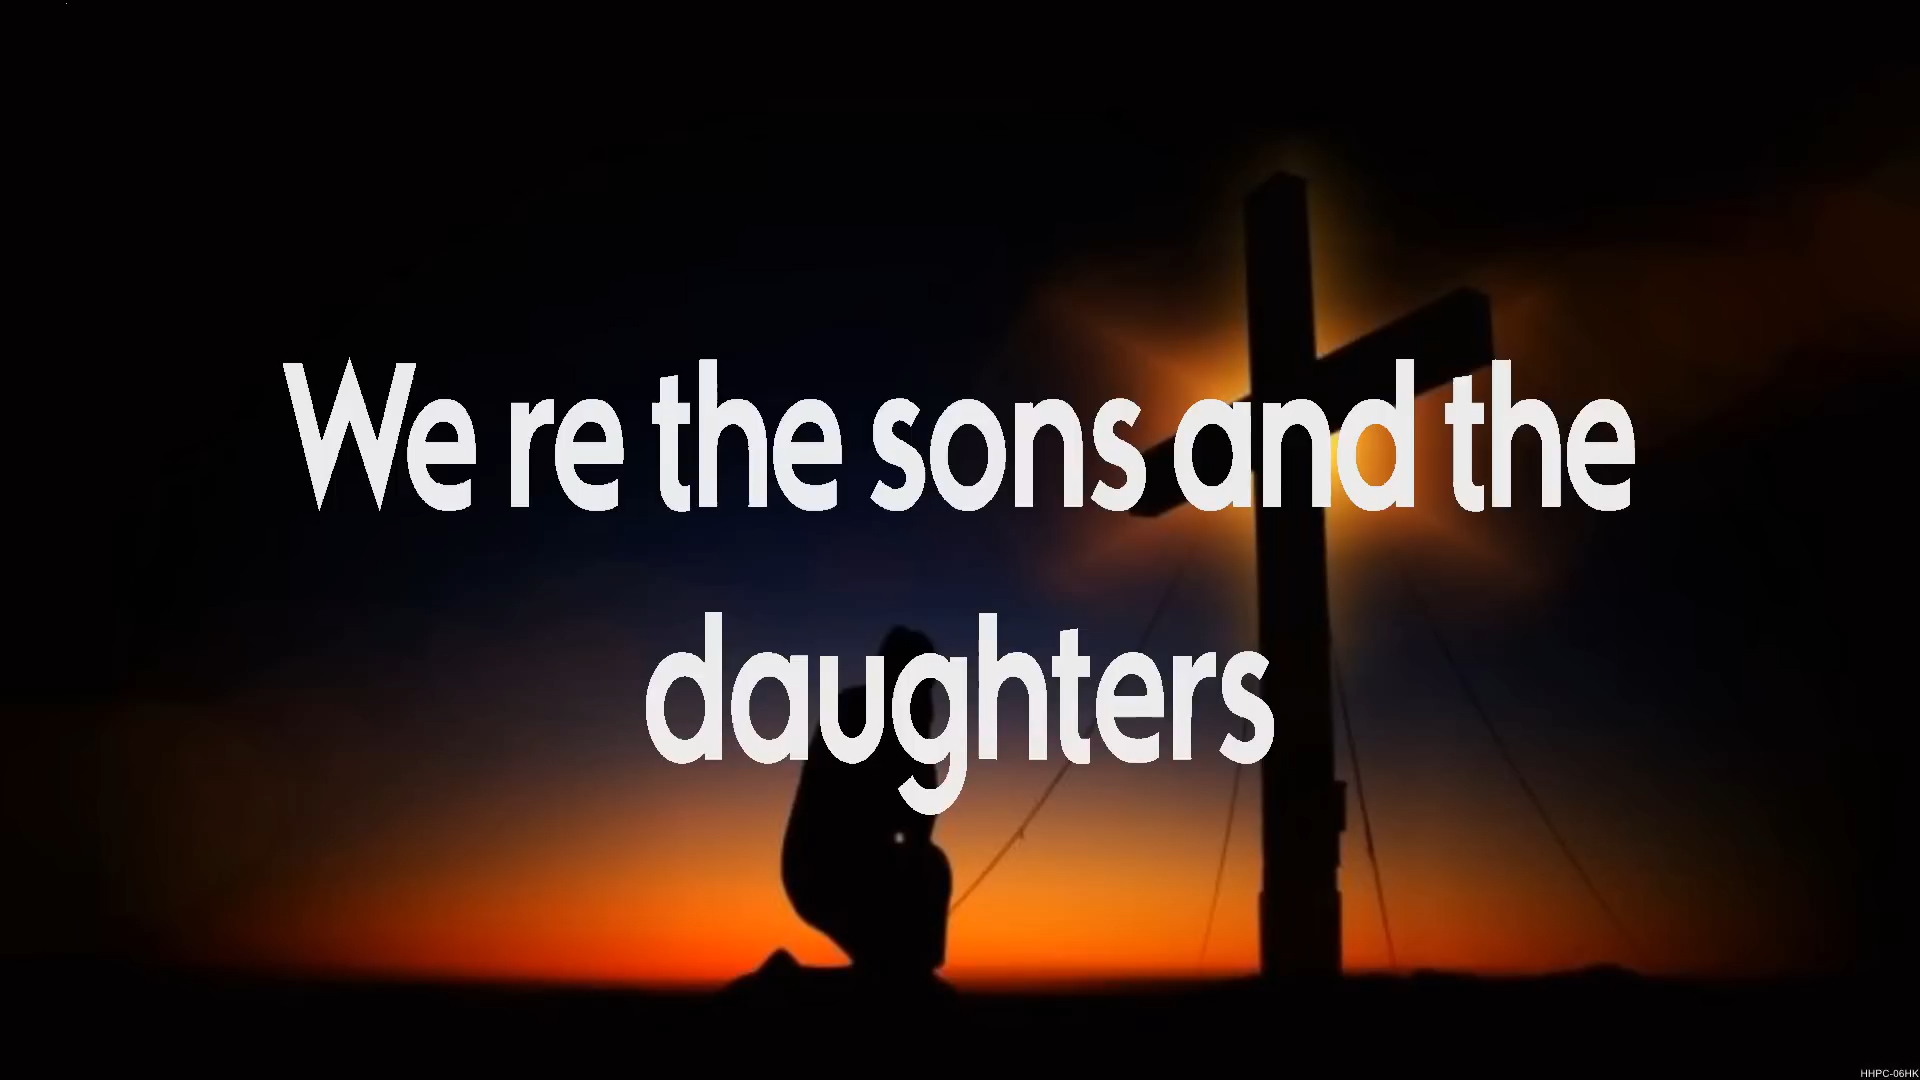 We re the sons and the
daughters
HHPC-06HK